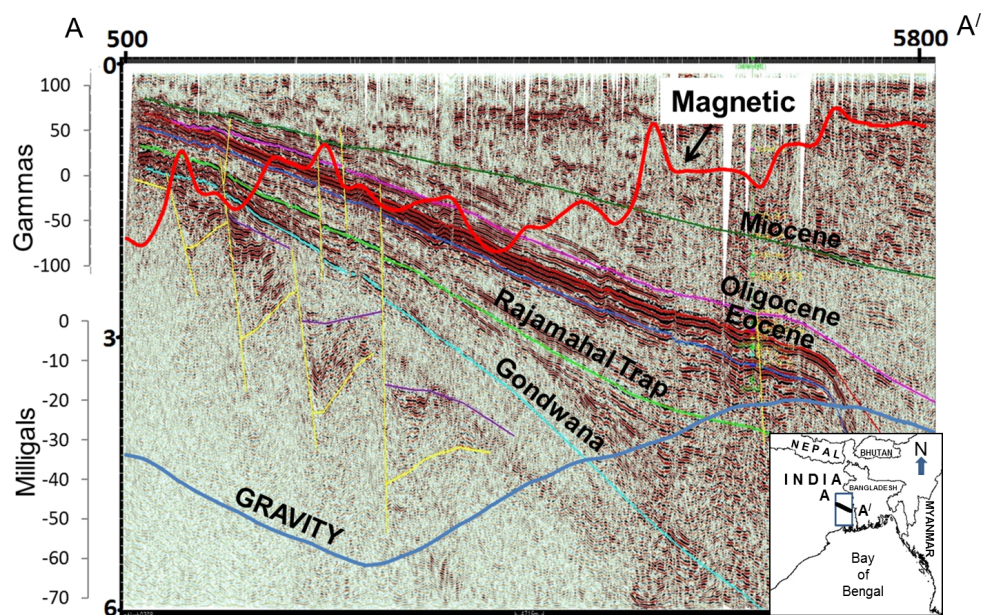 A
A/
500
5800
0
3
6
100
50
0
-50
-100
Gammas
0
-10
-20
-30
-40
-50
-60
-70
Milligals
Magnetic
Miocene
Oligocene
Eocene
Rajamahal Trap
Gondwana
GRAVITY
NEPAL
BHUTAN
N
INDIA
BANGLADESH
A
A/
MYANMAR
Bay
of
Bengal